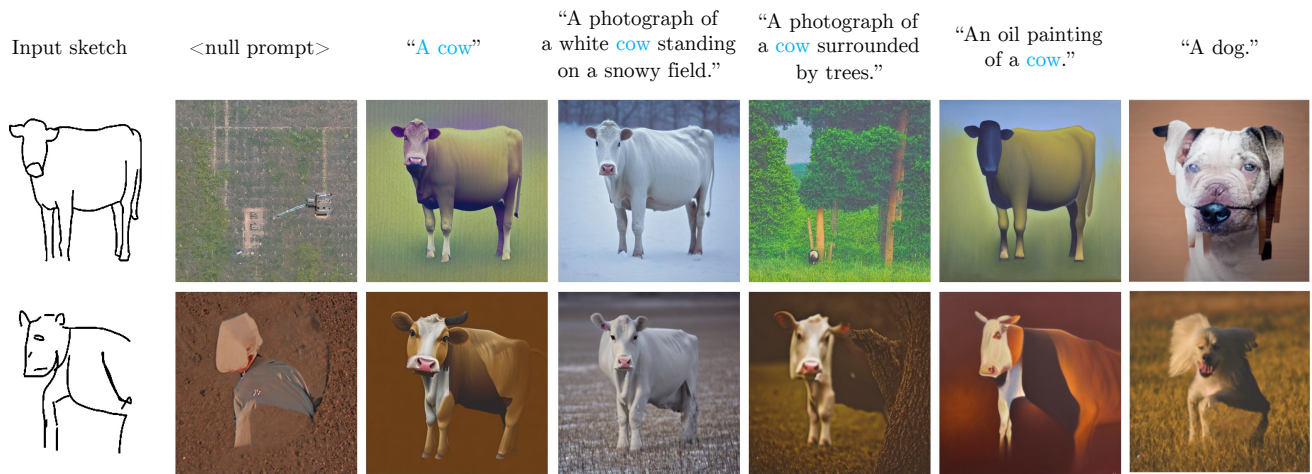 Input sketch
<null prompt>
“A cow”
“A photograph of
a white cow standing
on a snowy field.”
“A photograph of
a cow surrounded
by trees.”
“An oil painting
of a cow.”
“A dog.”